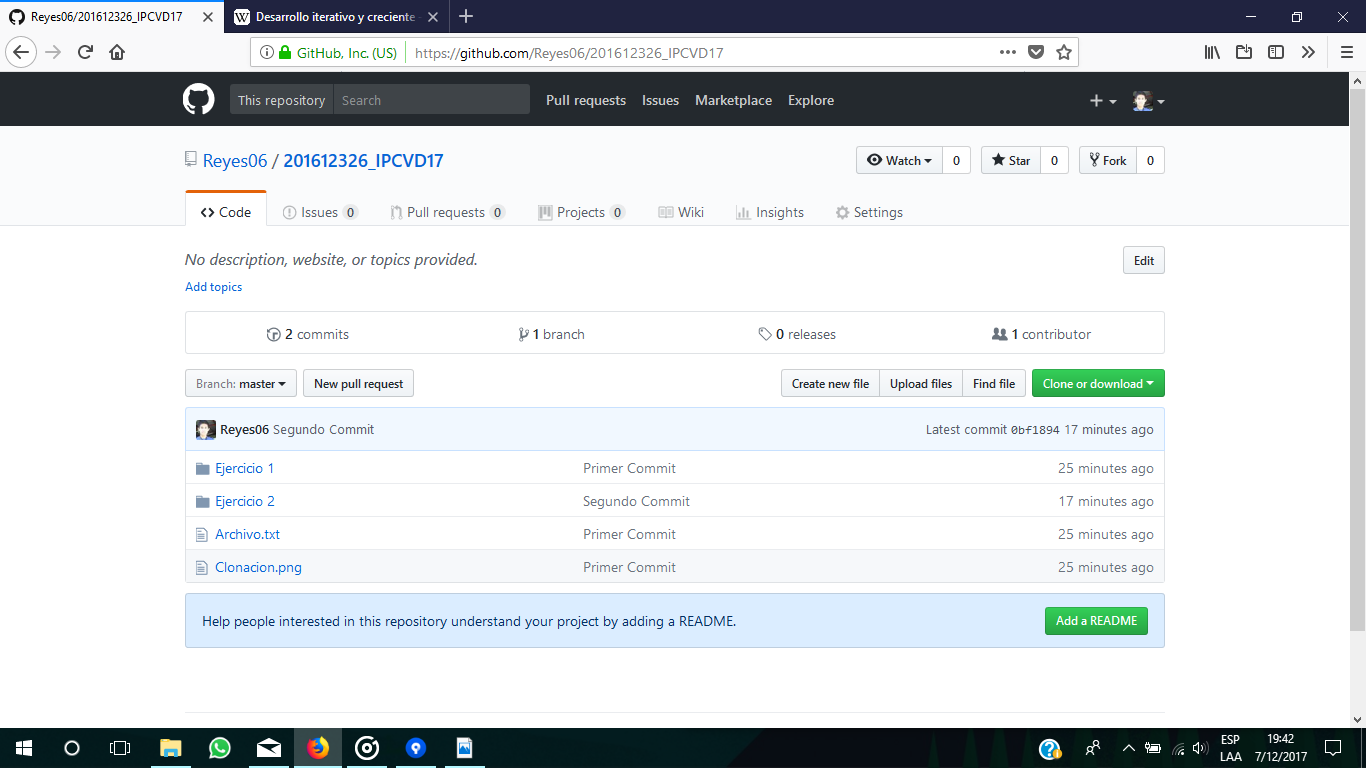 Reyes06/201612326_IPCVD17
Desarrollo iterativo y creciente
GitHub, Inc. (US) https://github.com/Reyes06/201612326_IPCVD17
This repository Search Pull requests Issues Marketplace Explore
Reyes06 / 201612326_IPCVD17
Watch 0 Star 0 Fork 0
Code Issues 0 Pull requests 0 Projects 0 Wiki Insights Settings
No description, website, or topics provided.
Edit
Add topics
2 commits 1 branch 0 releases 1 contributor
Branch: master New pull request Create new file Upload files Find file Clone or download
Reyes06 Segundo Commit Latest commit 0bf1894 17 minutes ago
Ejercicio 1 Primer Commit 25 minutes ago
Ejercicio 2 Segundo Commit 17 minutes ago
Archivo.txt Primer Commit 25 minutes ago
Clonacion.png Primer Commit 25 minutes ago
Help people interested in this repository understand your project by adding a README. Add a README
ESP 19:42
LAA 7/12/2017